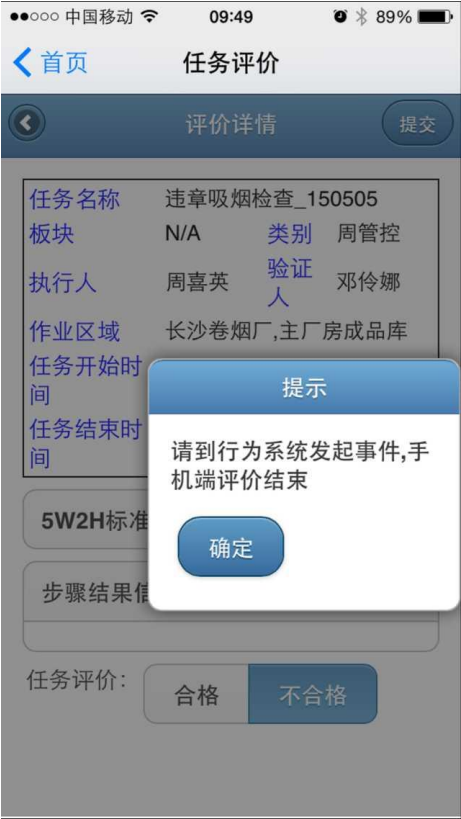 中国移动 09:49 89%
首页 任务评价
评价详情 提交
任务名称 违章吸烟检查_150505
板块 N/A 类别 周管控
执行人 周喜英 验证
人 邓伶娜
作业区域 长沙卷烟厂,主厂房成品库
任务开始时
间
任务结束时
间
提示
请到行为系统发起事件,手
机端评价结束
确定
5W2H标准
步骤结果信
任务评价: 合格 不合格